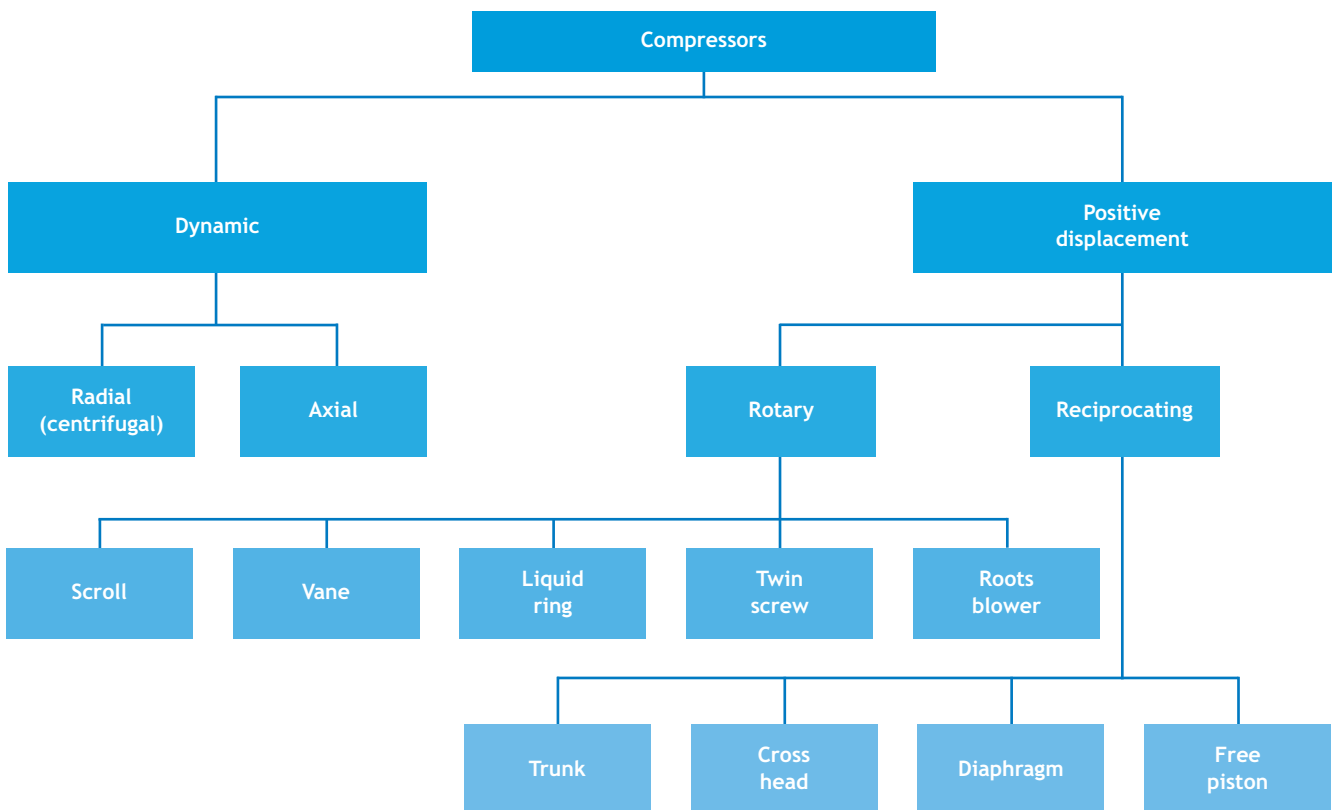 Compressors
Dynamic
Positive
displacement
Radial
(centrifugal)
Axial
Rotary
Reciprocating
Scroll
Vane
Liquid
ring
Twin
screw
Roots
blower
Trunk
Cross
head
Diaphragm
Free
piston